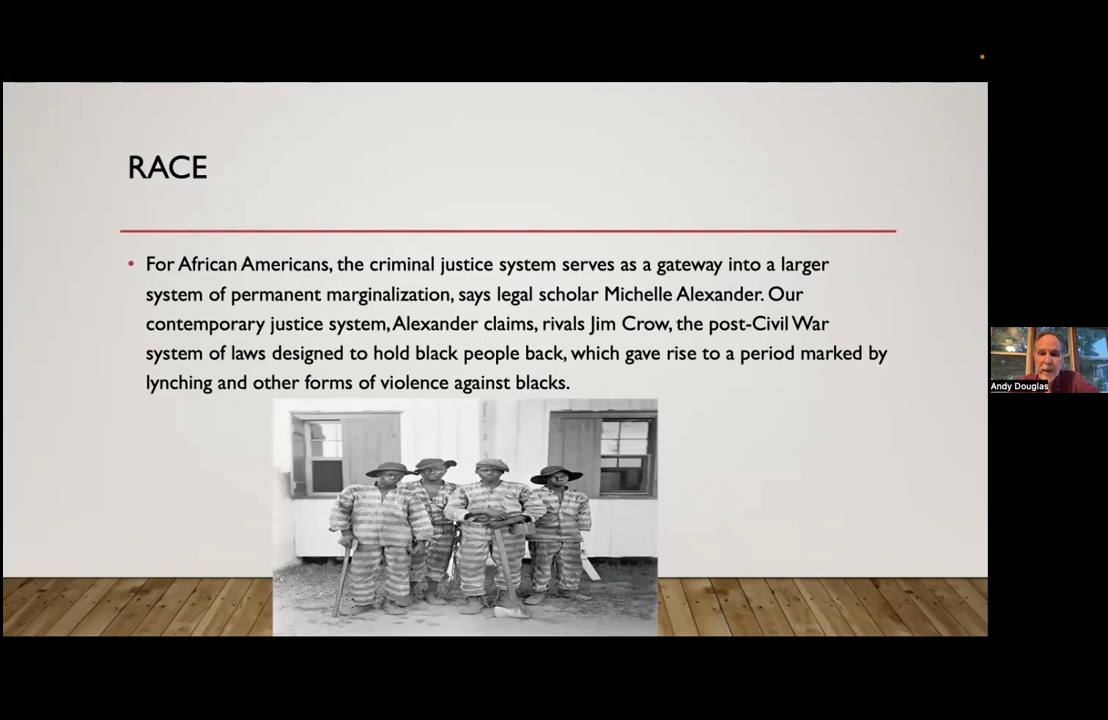 RACE
• For African Americans, the criminal justice system serves as a gateway into a larger
system of permanent marginalization, says legal scholar Michelle Alexander. Our
contemporary justice system, Alexander claims, rivals Jim Crow, the post-Civil War
system of laws designed to hold black people back, which gave rise to a period marked by
lynching and other forms of violence against blacks.
Andy Douglas